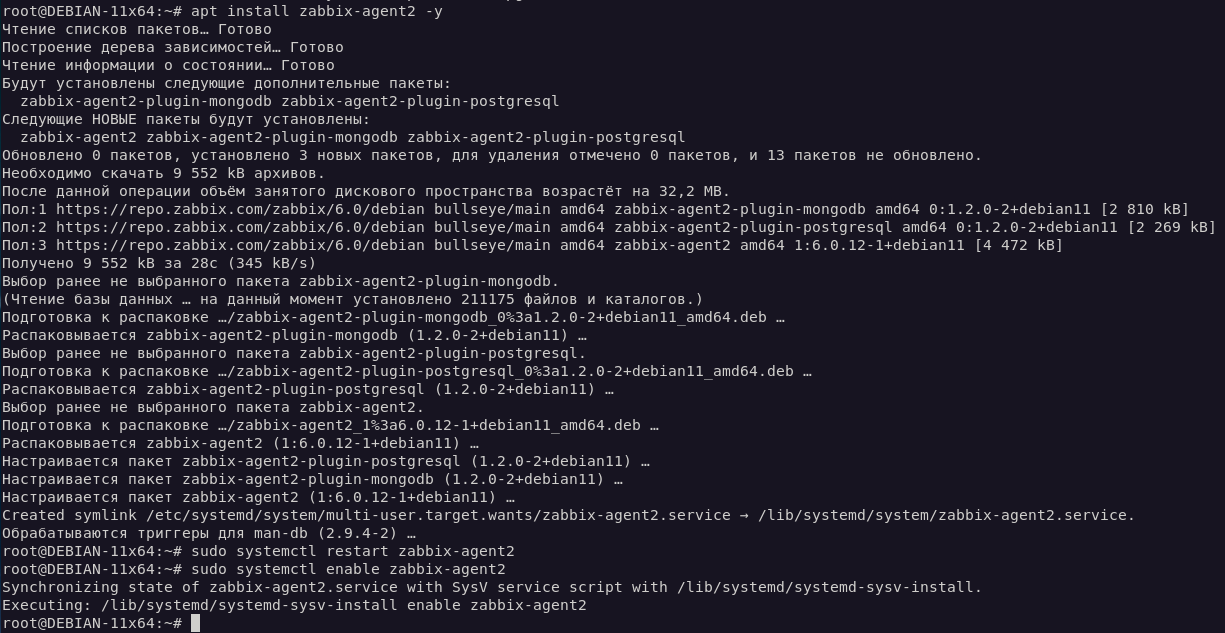 root@DEBIAN-11x64:~# apt install zabbix-agent2 -y
Чтение списков пакетов… Готово
Построение дерева зависимостей… Готово
Чтение информации о состоянии… Готово
Будут установлены следующие дополнительные пакеты:
  zabbix-agent2-plugin-mongodb zabbix-agent2-plugin-postgresql
Следующие НОВЫЕ пакеты будут установлены:
  zabbix-agent2 zabbix-agent2-plugin-mongodb zabbix-agent2-plugin-postgresql
Обновлено 0 пакетов, установлено 3 новых пакетов, для удаления отмечено 0 пакетов, и 13 пакетов не обновлено.
Необходимо скачать 9 552 kB архивов.
После данной операции объём занятого дискового пространства возрастёт на 32,2 MB.
Пол:1 https://repo.zabbix.com/zabbix/6.0/debian bullseye/main amd64 zabbix-agent2-plugin-mongodb amd64 0:1.2.0-2+debian11 [2 810 kB]
Пол:2 https://repo.zabbix.com/zabbix/6.0/debian bullseye/main amd64 zabbix-agent2-plugin-postgresql amd64 0:1.2.0-2+debian11 [2 269 kB]
Пол:3 https://repo.zabbix.com/zabbix/6.0/debian bullseye/main amd64 zabbix-agent2 amd64 1:6.0.12-1+debian11 [4 472 kB]
Получено 9 552 kB за 28с (345 kB/s)
Выбор ранее не выбранного пакета zabbix-agent2-plugin-mongodb.
(Чтение базы данных … на данный момент установлено 211175 файлов и каталогов.)
Подготовка к распаковке …/zabbix-agent2-plugin-mongodb_0%3a1.2.0-2+debian11_amd64.deb …
Распаковывается zabbix-agent2-plugin-mongodb (1.2.0-2+debian11) …
Выбор ранее не выбранного пакета zabbix-agent2-plugin-postgresql.
Подготовка к распаковке …/zabbix-agent2-plugin-postgresql_0%3a1.2.0-2+debian11_amd64.deb …
Распаковывается zabbix-agent2-plugin-postgresql (1.2.0-2+debian11) …
Выбор ранее не выбранного пакета zabbix-agent2.
Подготовка к распаковке …/zabbix-agent2_1%3a6.0.12-1+debian11_amd64.deb …
Распаковывается zabbix-agent2 (1:6.0.12-1+debian11) …
Настраивается пакет zabbix-agent2-plugin-postgresql (1.2.0-2+debian11) …
Настраивается пакет zabbix-agent2-plugin-mongodb (1.2.0-2+debian11) …
Настраивается пакет zabbix-agent2 (1:6.0.12-1+debian11) …
Created symlink /etc/systemd/system/multi-user.target.wants/zabbix-agent2.service → /lib/systemd/system/zabbix-agent2.service.
Обрабатываются триггеры для man-db (2.9.4-2) …
root@DEBIAN-11x64:~# sudo systemctl restart zabbix-agent2
root@DEBIAN-11x64:~# sudo systemctl enable zabbix-agent2
Synchronizing state of zabbix-agent2.service with SysV service script with /lib/systemd/systemd-sysv-install.
Executing: /lib/systemd/systemd-sysv-install enable zabbix-agent2
root@DEBIAN-11x64:~#